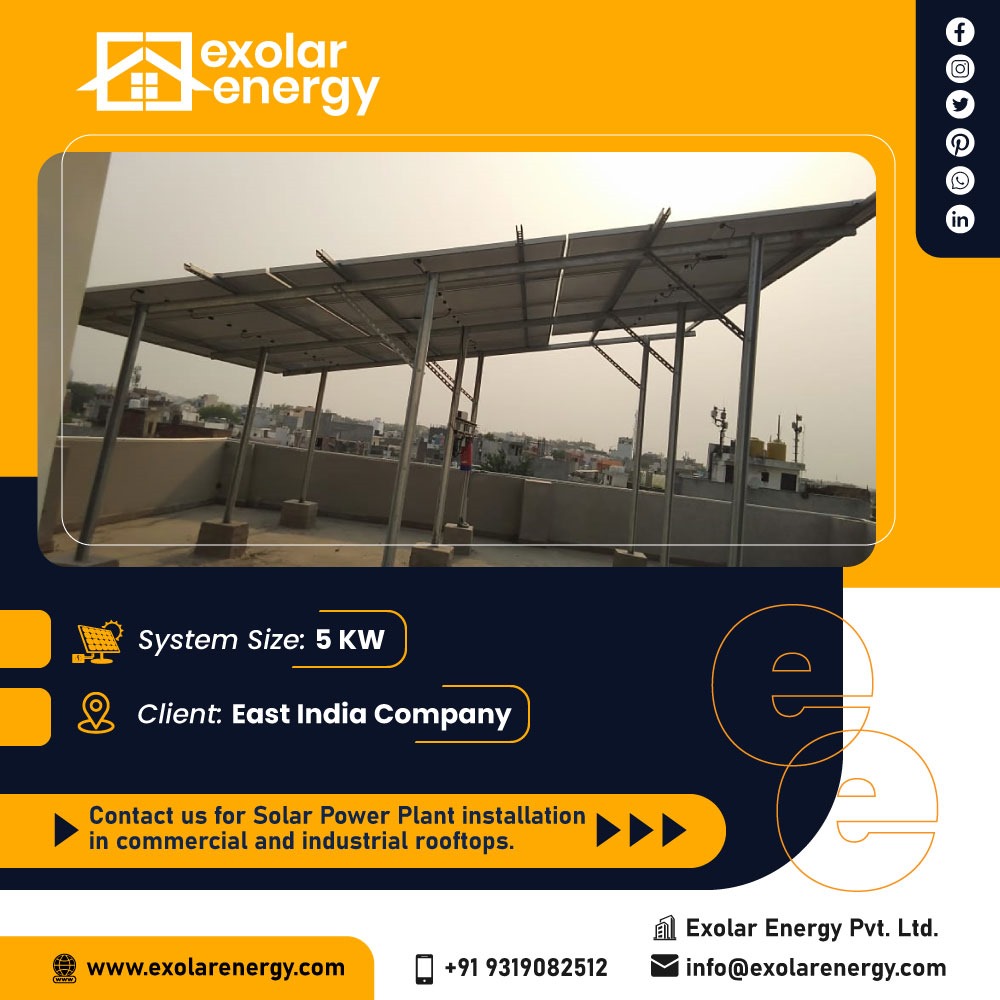 exolar
energy
System Size: 5 KW
Client: East India Company
Contact us for Solar Power Plant installation
in commercial and industrial rooftops.
e
e
Exolar Energy Pvt. Ltd.
www.exolarenergy.com
+91 9319082512
info@exolarenergy.com